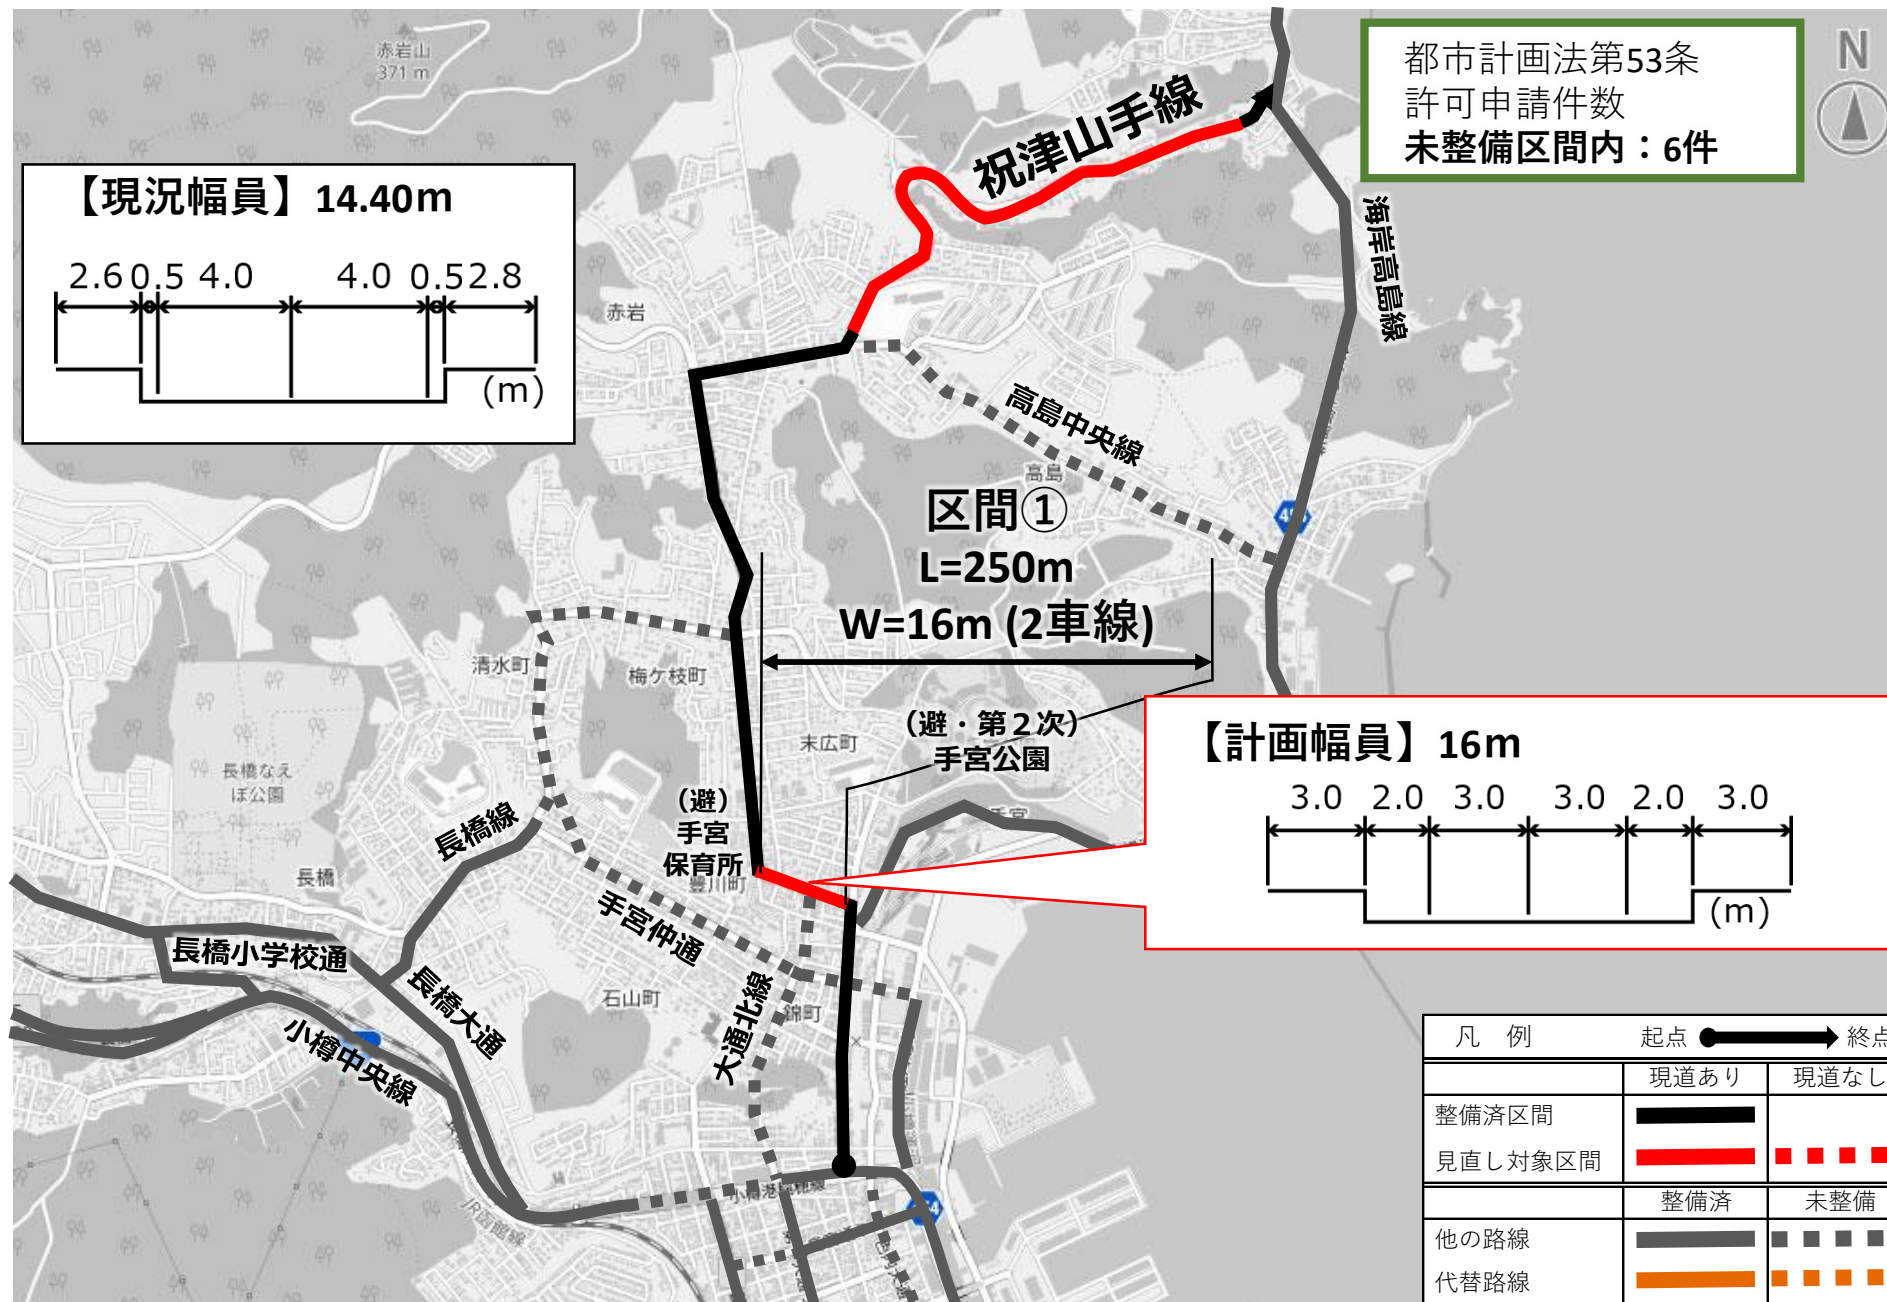 赤岩山
371 m
都市計画法第53条
許可申請件数
未整備区間内：6件
N
祝津山手線
【現況幅員】14.40m
2.6 0.5 4.0 4.0 0.5 2.8
(m)
海岸高島線
赤岩
高島中央線
高島
区間①
L=250m
W=16m (2車線)
清水町
梅ケ枝町
(避・第２次)
手宮公園
末広町
【計画幅員】16m
3.0 2.0 3.0 3.0 2.0 3.0
(m)
長橋なえ
ぼ公園
(避)
手宮
保育所
手宮
長橋線
豊川町
長橋
手宮仲通
長橋小学校通
長橋大通
石山町
大通北線
錦町
小樽中央線
JR函館線
凡 例 起点 終点
現道あり 現道なし
整備済区間
見直し対象区間
整備済 未整備
他の路線
代替路線